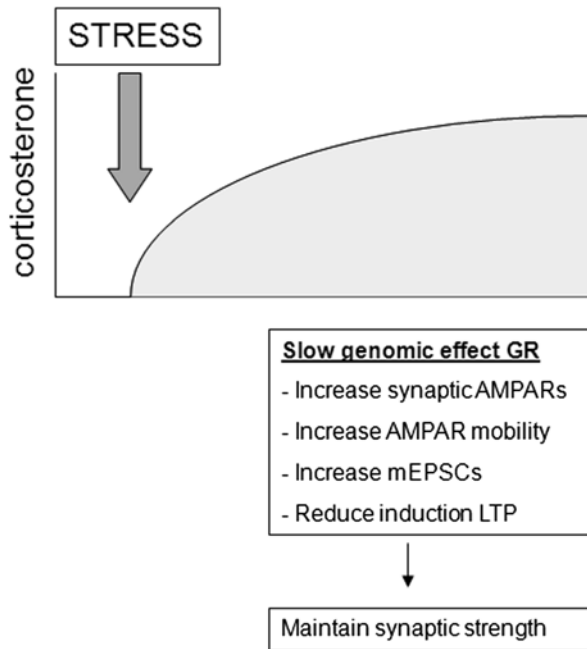 STRESS
corticosterone
Slow genomic effect GR
- Increase synaptic AMPARs
- Increase AMPAR mobility
- Increase mEPSCs
- Reduce induction LTP
Maintain synaptic strength